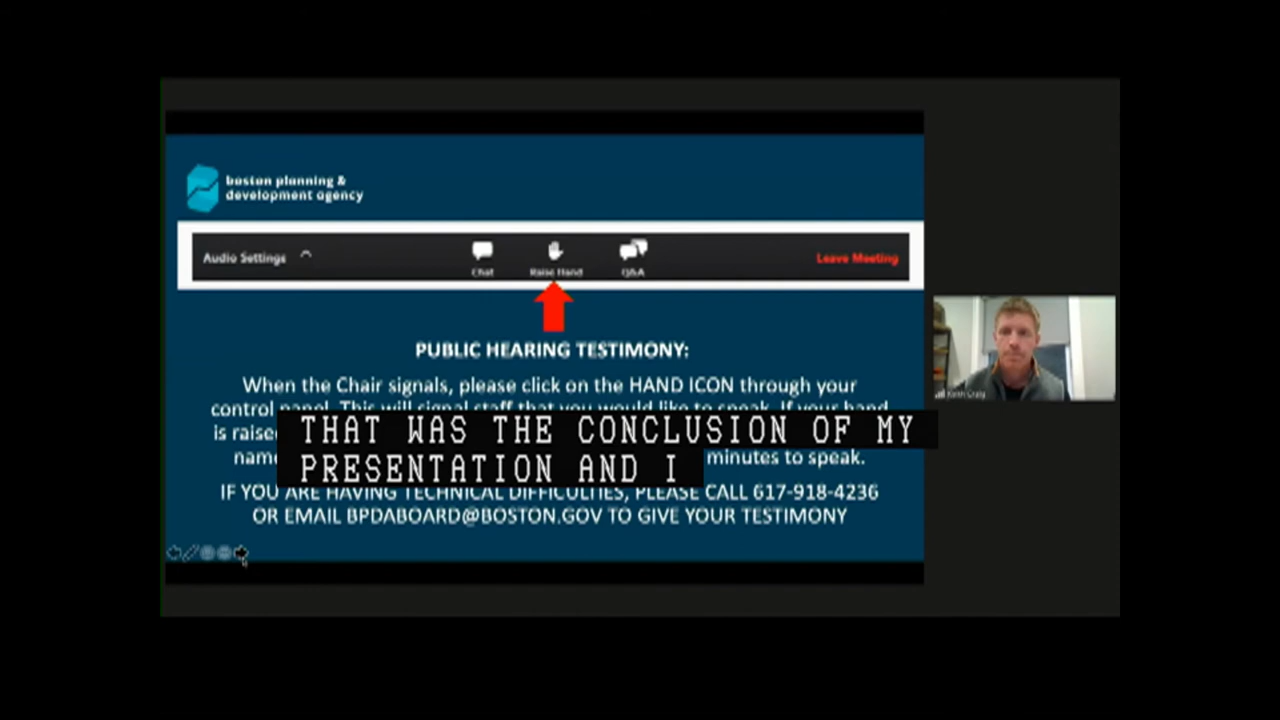 boston planning &
development agency
Audio Settings
Chat
Raise Hand
Q&A
Leave Meeting
PUBLIC HEARING TESTIMONY:
When the Chair signals, please click on the HAND ICON through your
control panel. This will signal staff that you would like to speak. If your hand
is raise
THAT WAS THE CONCLUSION OF MY
PRESENTATION AND I
name
minutes to speak.
IF YOU ARE HAVING TECHNICAL DIFFICULTIES, PLEASE CALL 617-918-4236
OR EMAIL BPDABOARD@BOSTON.GOV TO GIVE YOUR TESTIMONY